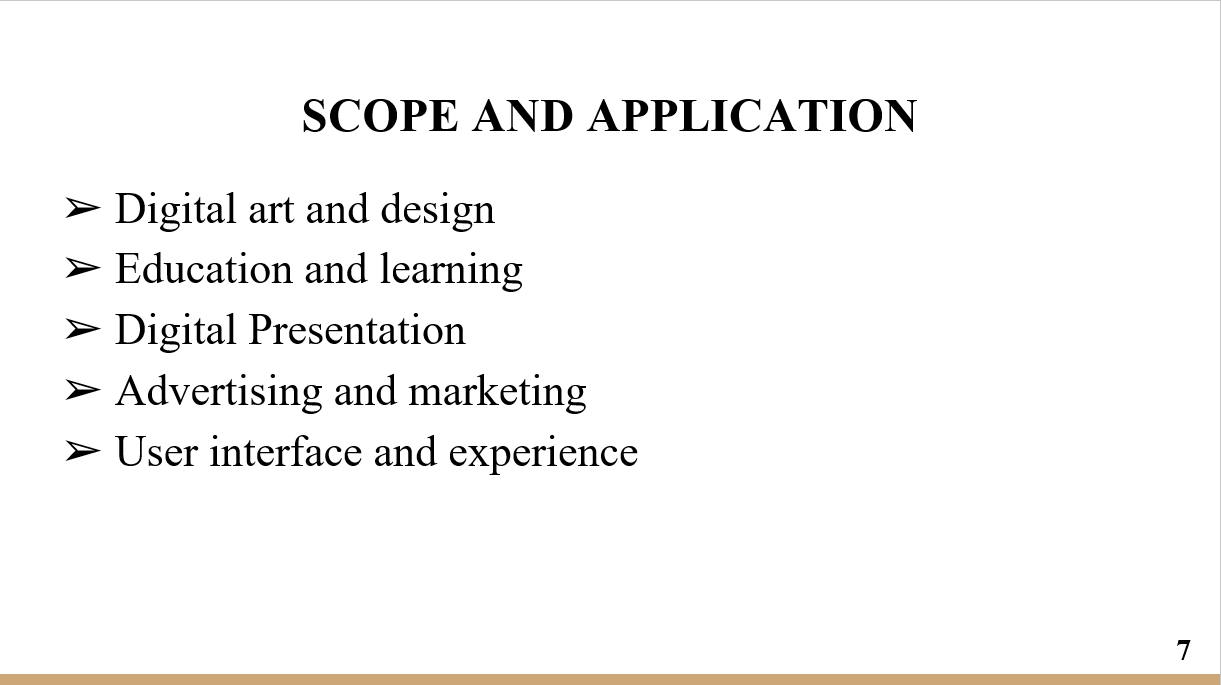 SCOPE AND APPLICATION
➢ Digital art and design
➢ Education and learning
➢ Digital Presentation
➢ Advertising and marketing
➢ User interface and experience
7